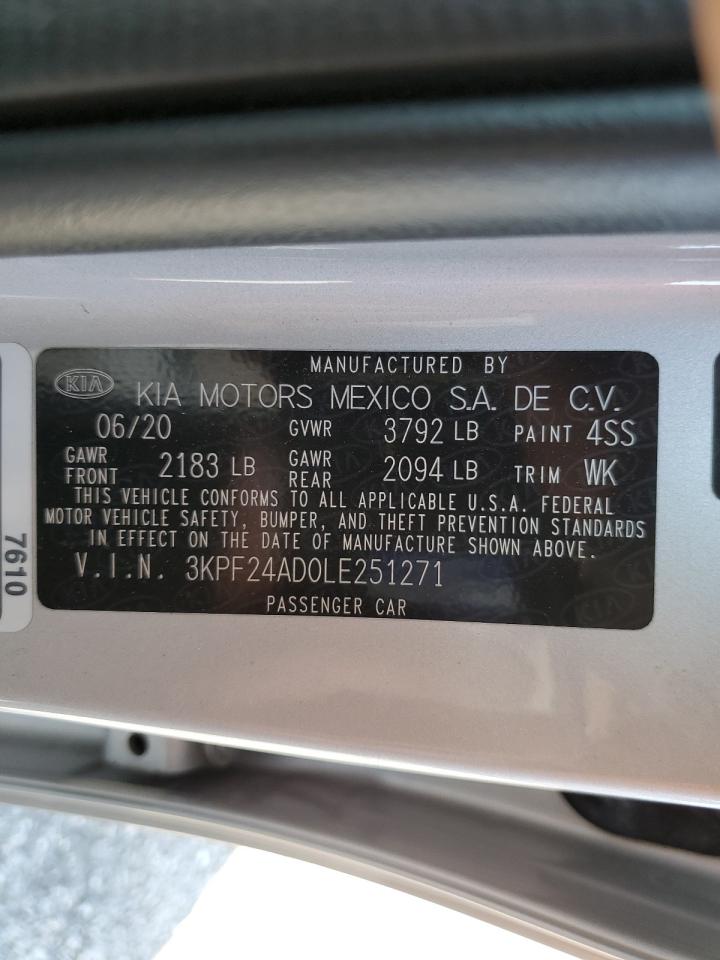 MANUFACTURED BY
KIA KIA MOTORS MEXICO S.A. DE C.V.
06/20 GVWR 3792 LB PAINT 4SS
GAWR FRONT 2183 LB GAWR REAR 2094 LB TRIM WK
THIS VEHICLE CONFORMS TO ALL APPLICABLE U.S.A. FEDERAL
MOTOR VEHICLE SAFETY, BUMPER, AND THEFT PREVENTION STANDARDS
IN EFFECT ON THE DATE OF MANUFACTURE SHOWN ABOVE.
V.I.N. 3KPF24AD0LE251271
PASSENGER CAR
7610